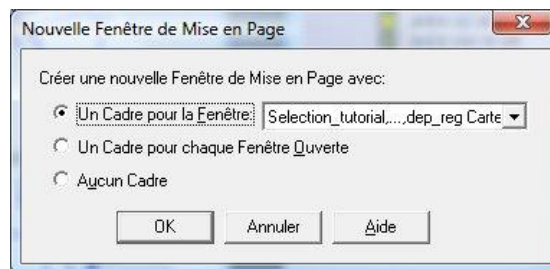 Nouvelle Fenêtre de Mise en Page
Créer une nouvelle Fenêtre de Mise en Page avec:
Un Cadre pour la Fenêtre: Selection_tutorial,...,dep_reg Carte
Un Cadre pour chaque Fenêtre Ouverte
Aucun Cadre
OK Annuler Aide